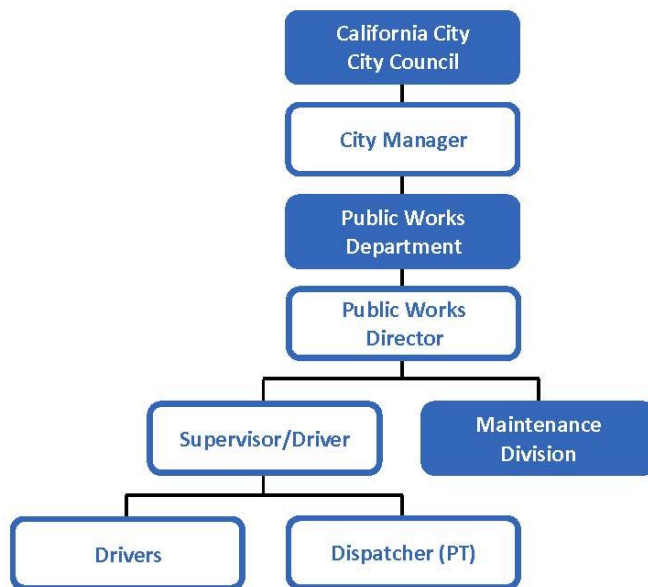 California City
City Council
City Manager
Public Works
Department
Public Works
Director
Supervisor/Driver
Maintenance
Division
Drivers
Dispatcher (PT)